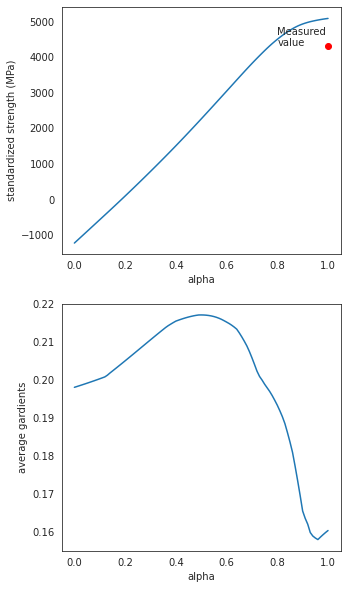 5000
4000
3000
2000
1000
0
−1000
standardized strength (MPa)
Measured
value
0.0 0.2 0.4 0.6 0.8 1.0
alpha
0.22
0.21
0.20
0.19
0.18
0.17
0.16
average gardients
0.0 0.2 0.4 0.6 0.8 1.0
alpha